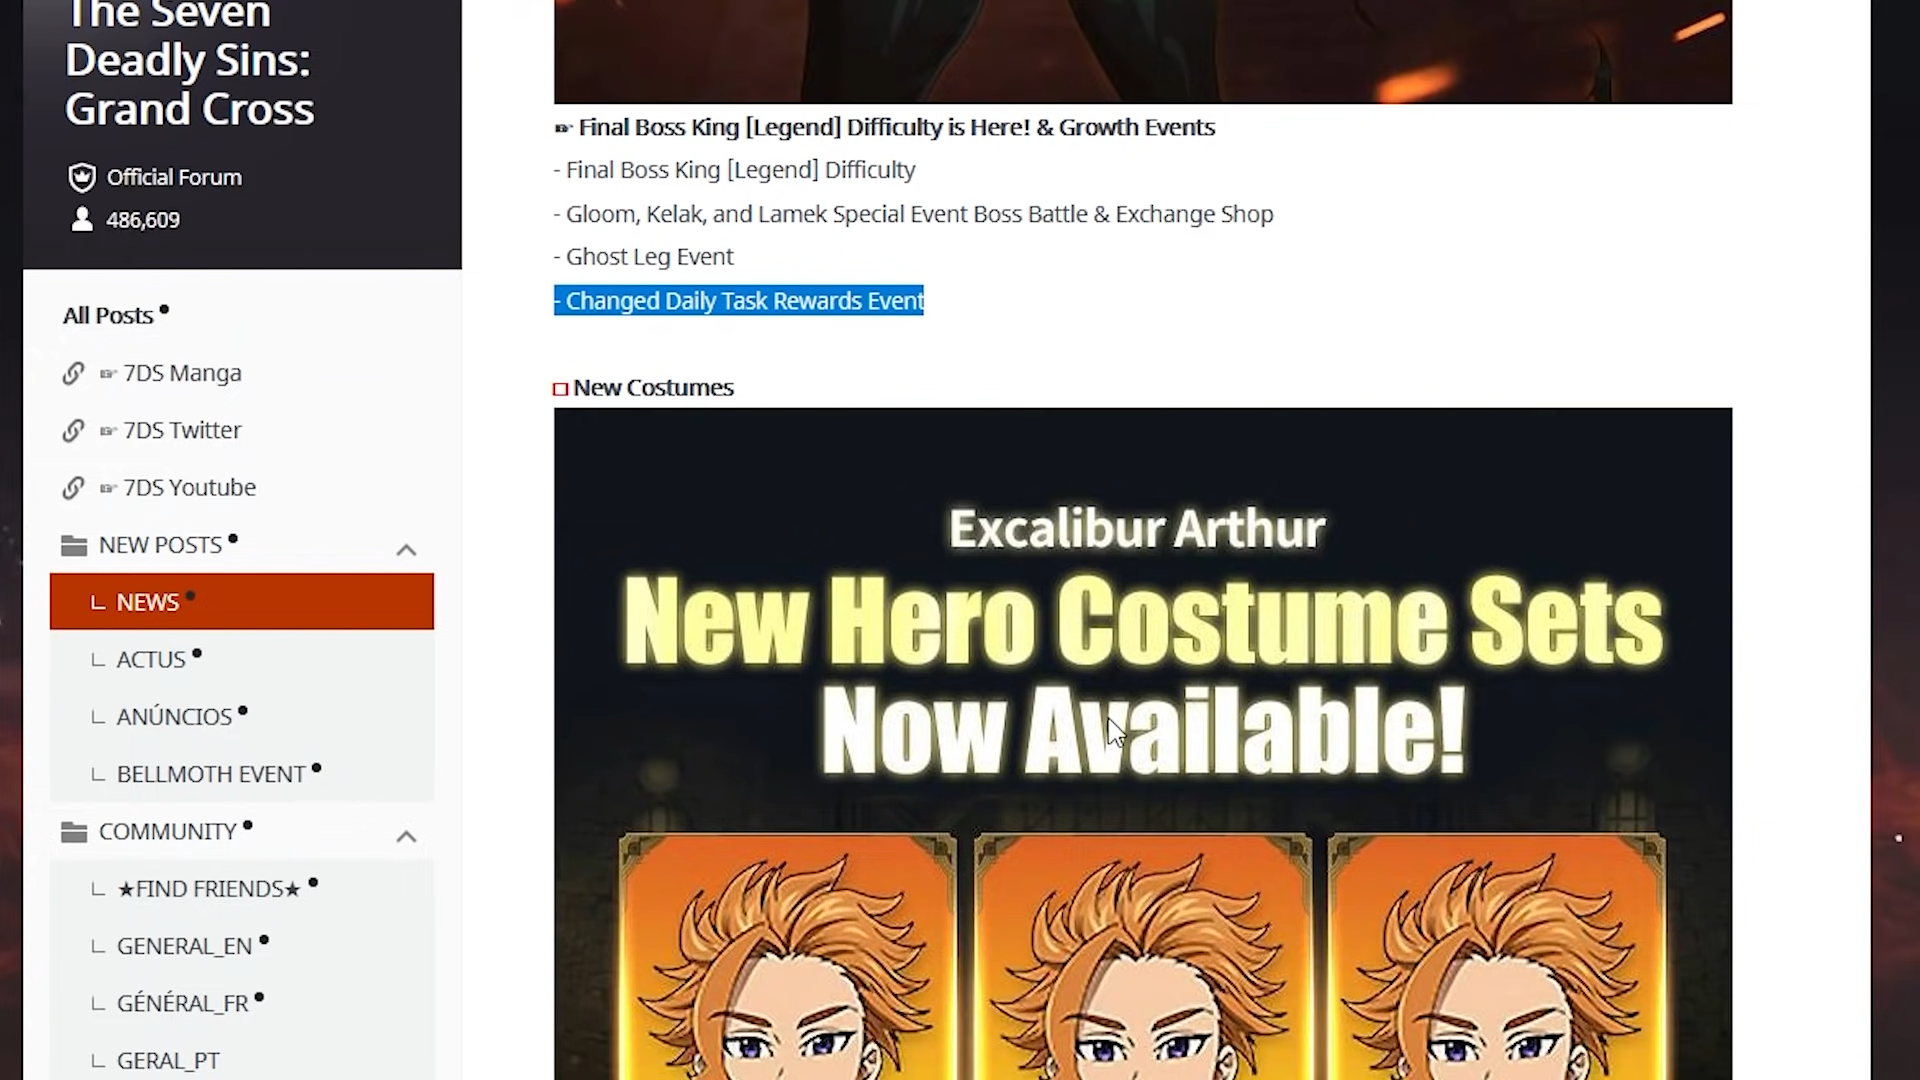 The Seven
Deadly Sins:
Grand Cross
Official Forum
486,609
All Posts
☞ 7DS Manga
☞ 7DS Twitter
☞ 7DS Youtube
NEW POSTS
ㄴ NEWS
ㄴ ACTUS
ㄴ ANÚNCIOS
ㄴ BELLMOTH EVENT
COMMUNITY
ㄴ ★FIND FRIENDS★
ㄴ GENERAL_EN
ㄴ GÉNÉRAL_FR
ㄴ GERAL_PT
☞ Final Boss King [Legend] Difficulty is Here! & Growth Events
- Final Boss King [Legend] Difficulty
- Gloom, Kelak, and Lamek Special Event Boss Battle & Exchange Shop
- Ghost Leg Event
- Changed Daily Task Rewards Event
□ New Costumes
Excalibur Arthur
New Hero Costume Sets
Now Available!